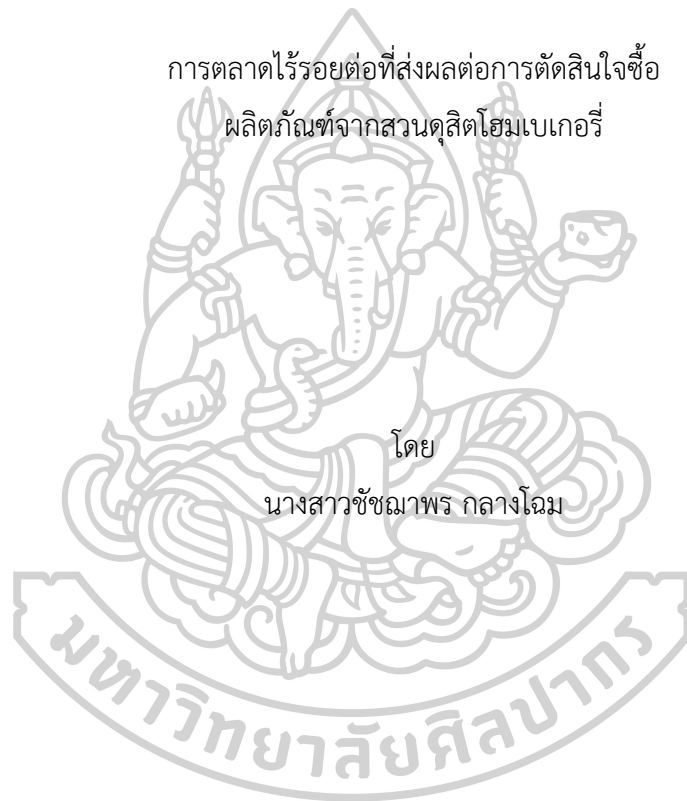 การตลาดไร้รอยต่อที่ส่งผลต่อการตัดสินใจซื้อ
ผลิตภัณฑ์จากสวนดุสิตโฮมเบเกอรี่
โดย
นางสาวชัชฌาพร กลางโฉม
มหาวิทยาลัยศิลปากร